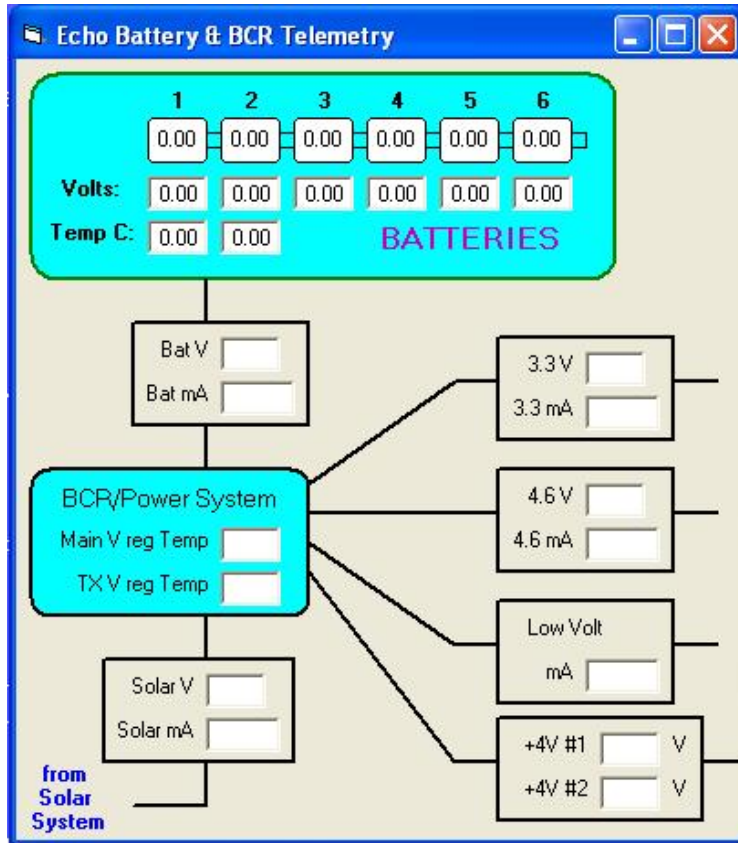 Echo Battery & BCR Telemetry
1 2 3 4 5 6
0.00 0.00 0.00 0.00 0.00 0.00
Volts: 0.00 0.00 0.00 0.00 0.00 0.00
Temp C: 0.00 0.00 BATTERIES
Bat V
Bat mA
3.3 V
3.3 mA
BCR/Power System
Main V reg Temp
TX V reg Temp
4.6 V
4.6 mA
Low Volt
mA
Solar V
Solar mA
+4V #1 V
+4V #2 V
from
Solar
System